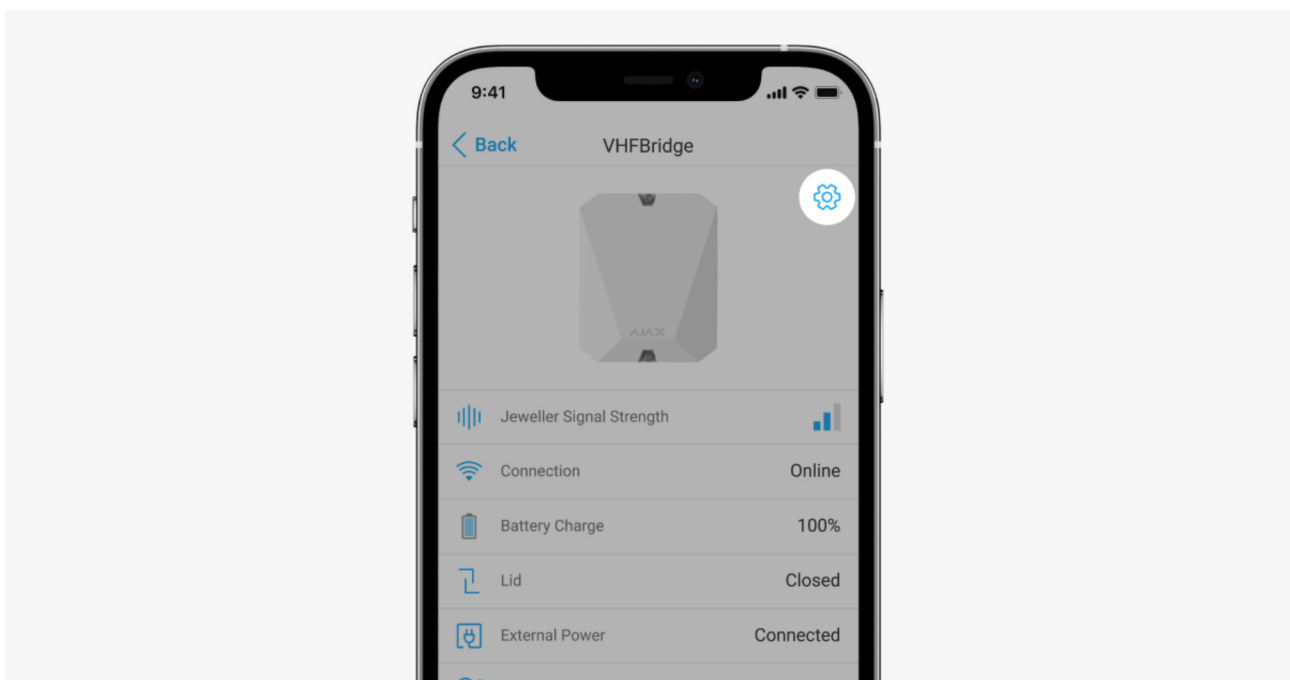 9:41
Back
VHFBridge
AJAX
Jeweller Signal Strength
Connection
Online
Battery Charge
100%
Lid
Closed
External Power
Connected